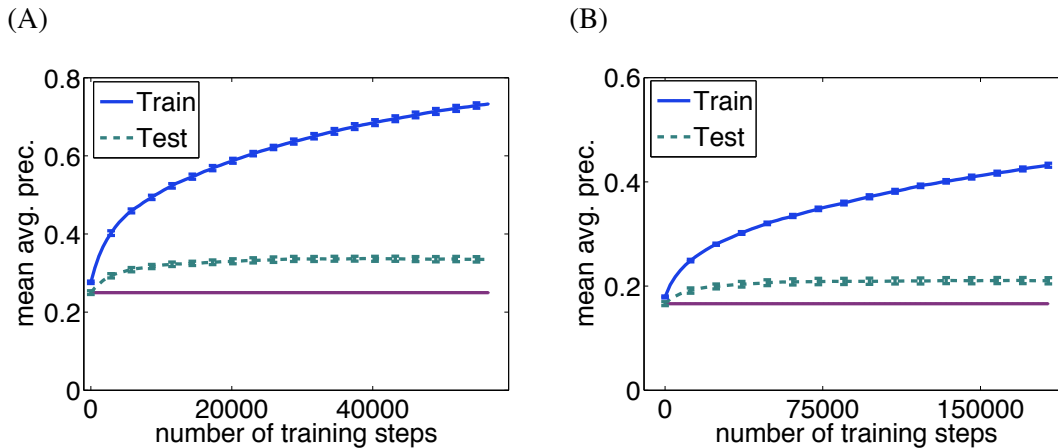 (A)
mean avg. prec.
0.8
0.6
0.4
0.2
0
Train
Test
0
20000
40000
number of training steps
(B)
mean avg. prec.
0.6
0.4
0.2
0
Train
Test
0
75000
150000
number of training steps